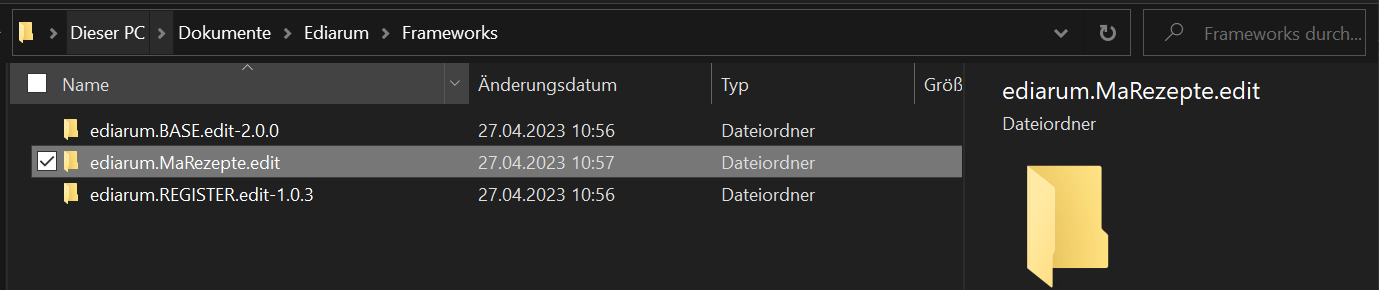 Dieser PC Dokumente Ediarum Frameworks Frameworks durch...
Name Änderungsdatum Typ Größ
ediarum.MaRezepte.edit
Dateiordner
ediarum.BASE.edit-2.0.0 27.04.2023 10:56 Dateiordner
ediarum.MaRezepte.edit 27.04.2023 10:57 Dateiordner
ediarum.REGISTER.edit-1.0.3 27.04.2023 10:56 Dateiordner